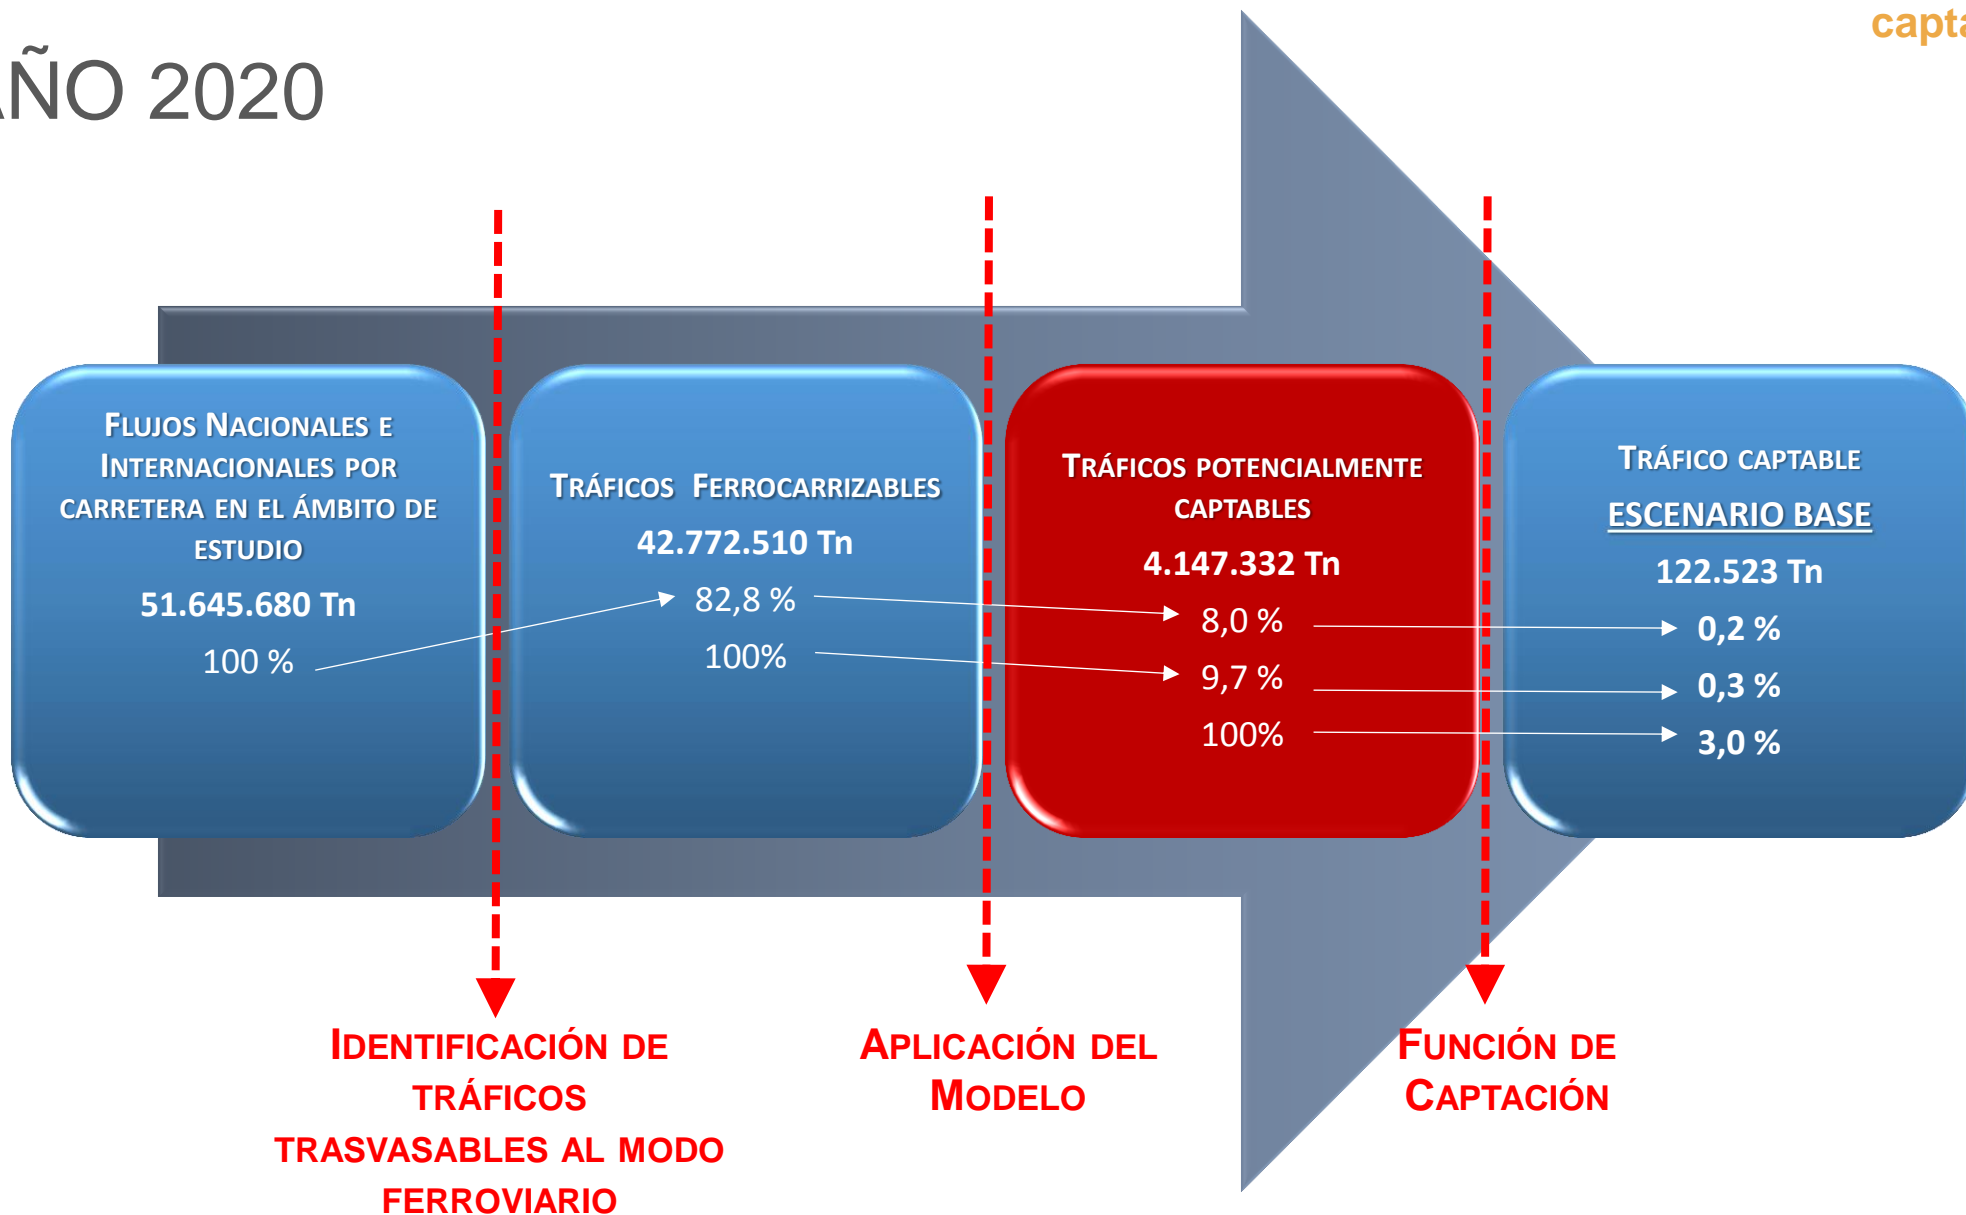 capta
AÑO 2020
FLUJOS NACIONALES E
INTERNACIONALES POR
CARRETERA EN EL ÁMBITO DE
ESTUDIO
51.645.680 Tn
100 %
TRÁFICOS FERROCARRIZABLES
42.772.510 Tn
82,8 %
100%
TRÁFICOS POTENCIALMENTE
CAPTABLES
4.147.332 Tn
8,0 %
9,7 %
100%
TRÁFICO CAPTABLE
ESCENARIO BASE
122.523 Tn
0,2 %
0,3 %
3,0 %
IDENTIFICACIÓN DE
TRÁFICOS
TRASVASABLES AL MODO
FERROVIARIO
APLICACIÓN DEL
MODELO
FUNCIÓN DE
CAPTACIÓN